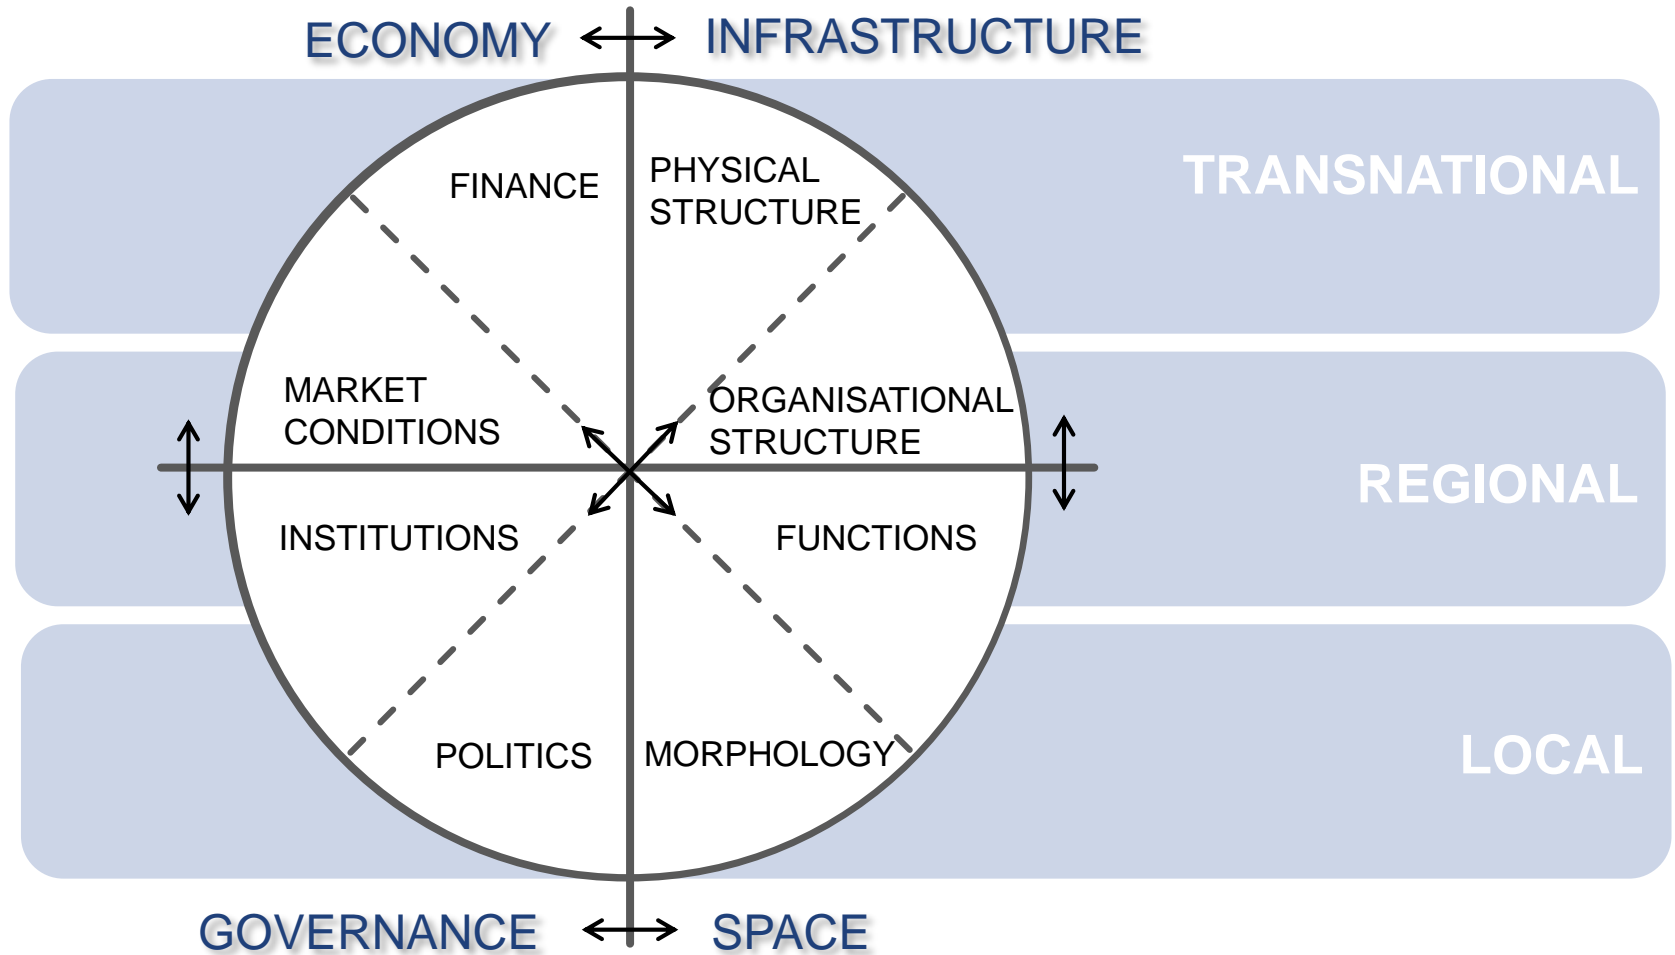 ECONOMY
INFRASTRUCTURE
FINANCE
PHYSICAL
STRUCTURE
TRANSNATIONAL
MARKET
CONDITIONS
ORGANISATIONAL
STRUCTURE
REGIONAL
INSTITUTIONS
FUNCTIONS
POLITICS
MORPHOLOGY
LOCAL
GOVERNANCE
SPACE